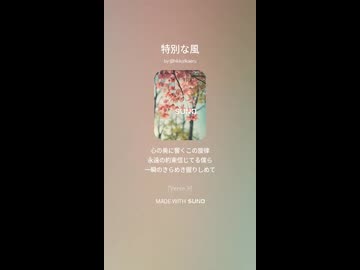 特別な風
SUNO
心の奥に響くこの旋律
永遠の約束信じてる僕ら
一瞬のきらめき握りしめて
MADE WITH SUNO